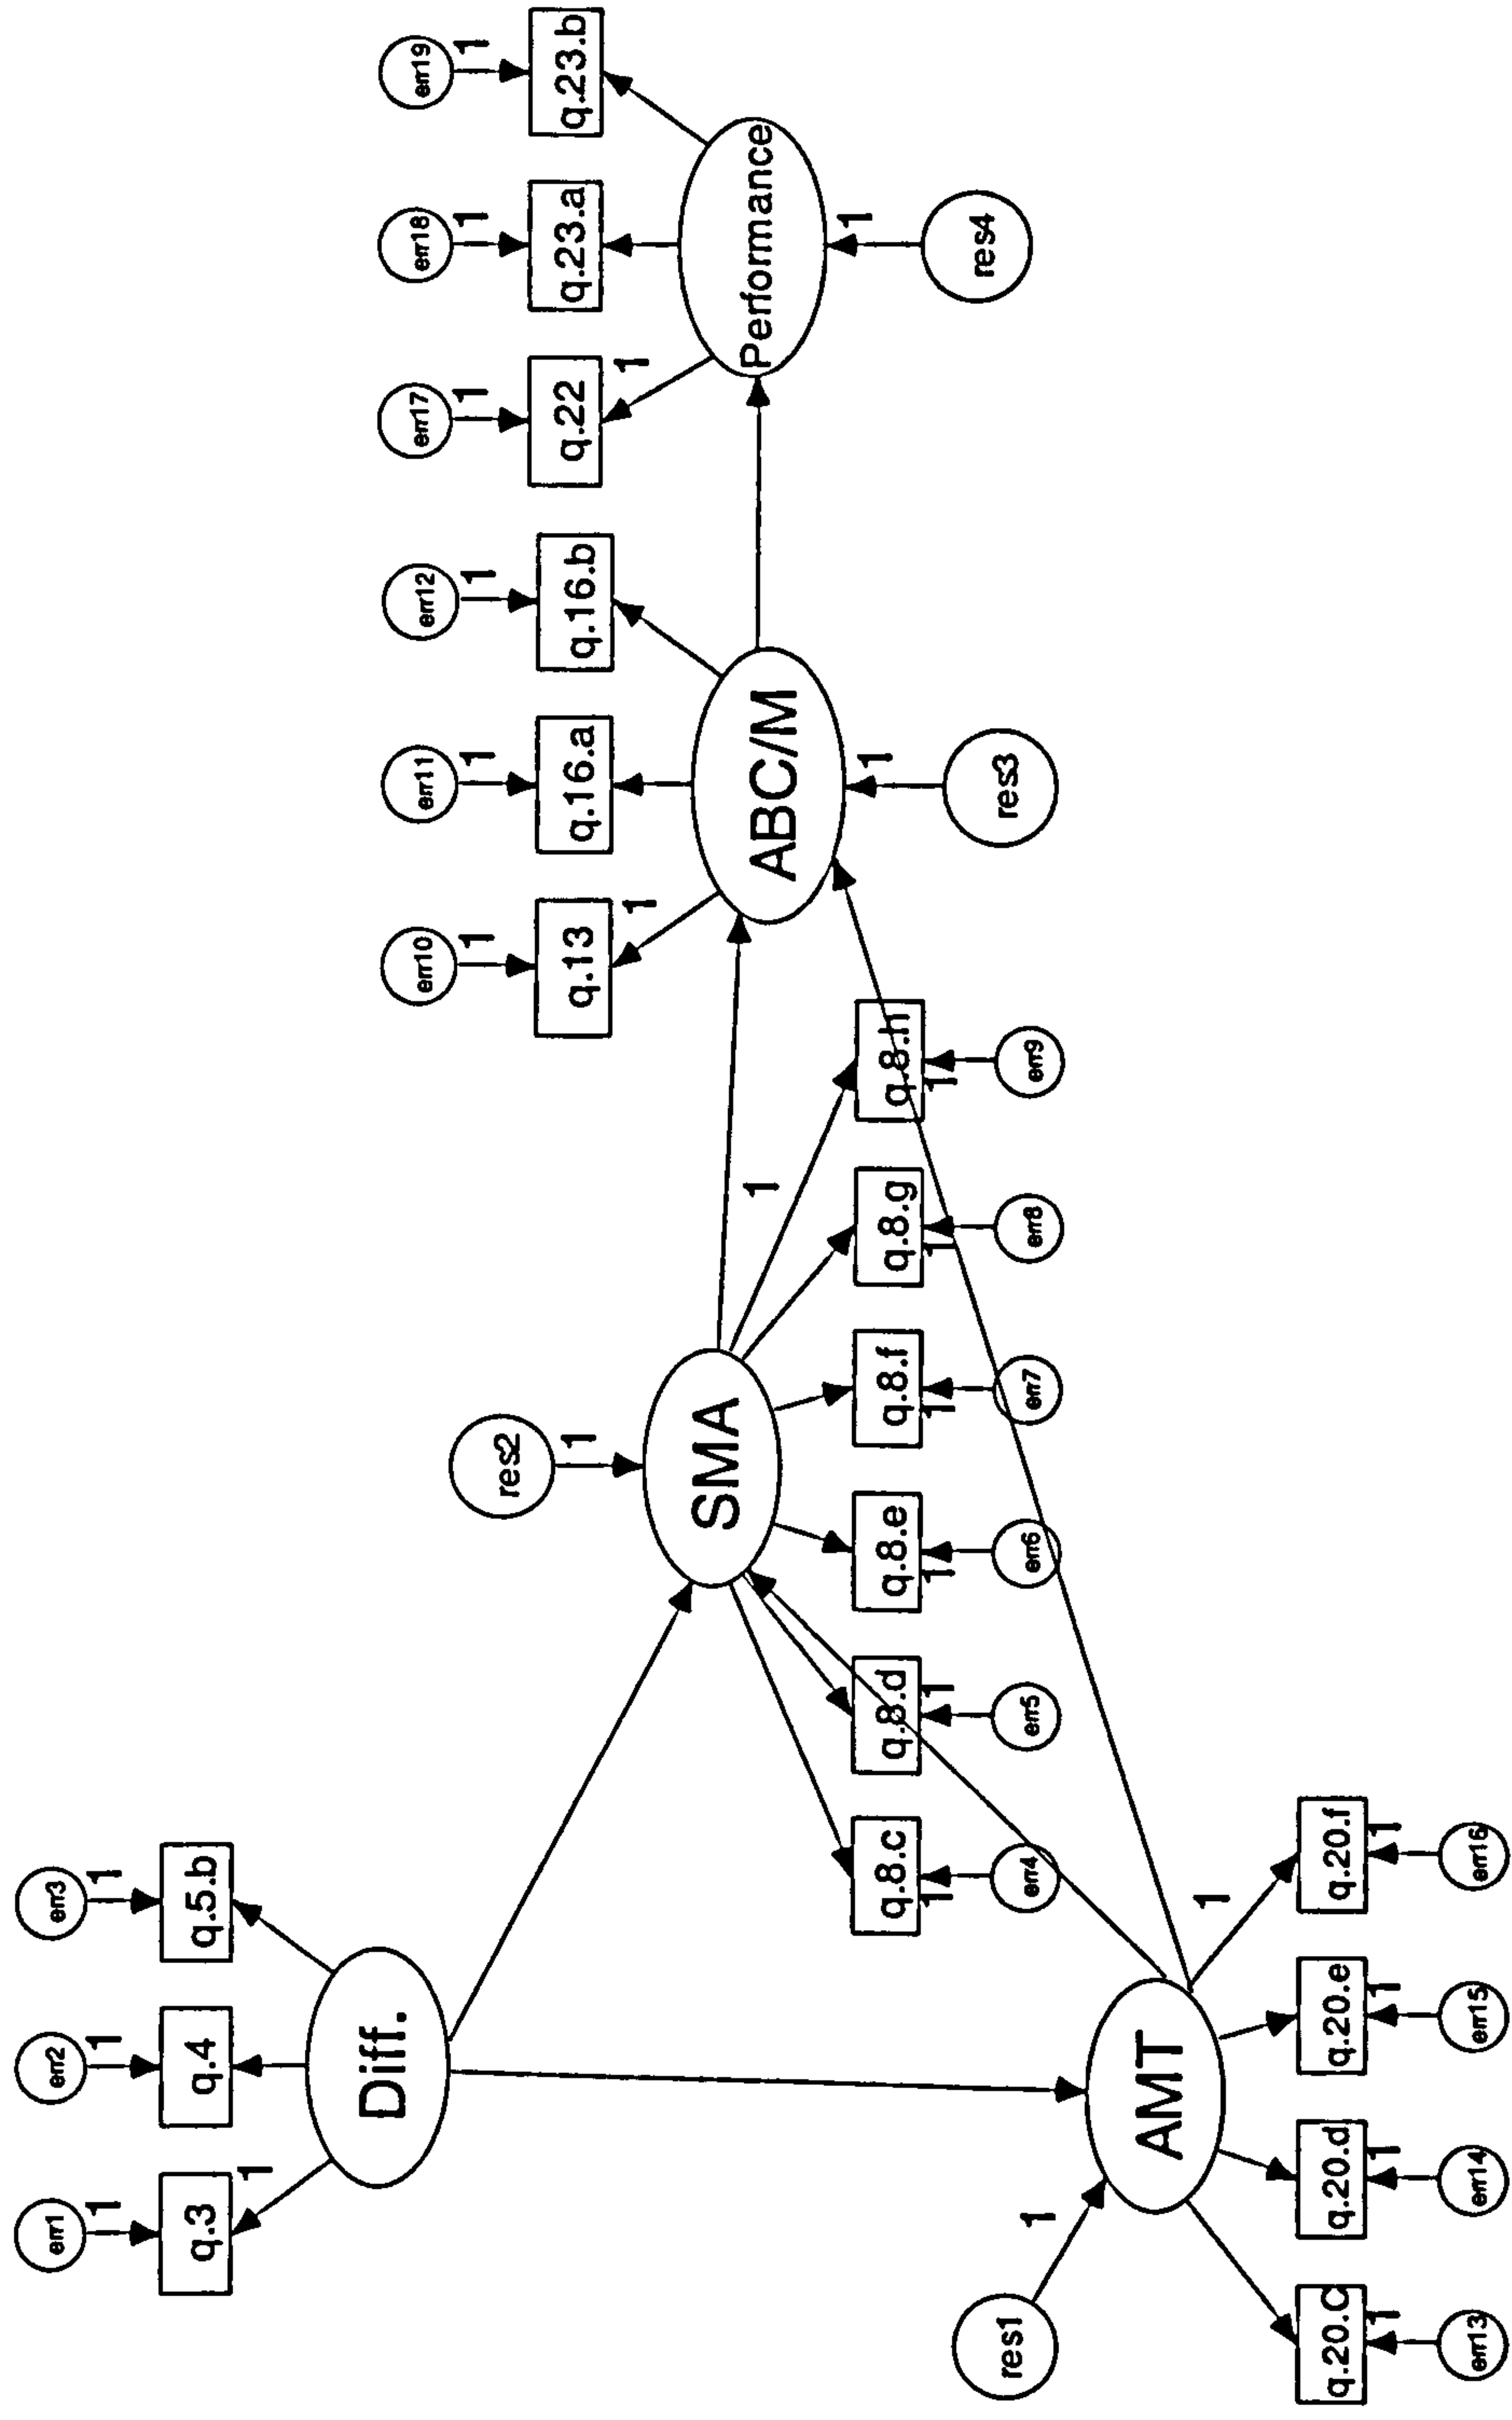 err1 err2 err3
1 1 1
q.3 q.4 q.5.b
1
Diff.
err10 err11 err12 err17 err18 err19
1 1 1 1 1 1
res2
1
q.13 q.16.a q.16.b q.22 q.23.a q.23.b
1 1
SMA ABC/M Performance
1
1 1
q.8.c q.8.d q.8.e q.8.f q.8.g q.8.h
1 1 1 1 1 1
res1 res3 res4
err4 err5 err6 err7 err8 err9
1
AMT
1
q.20.C q.20.d q.20.e q.20.f
1 1 1 1
err13 err14 err15 err16